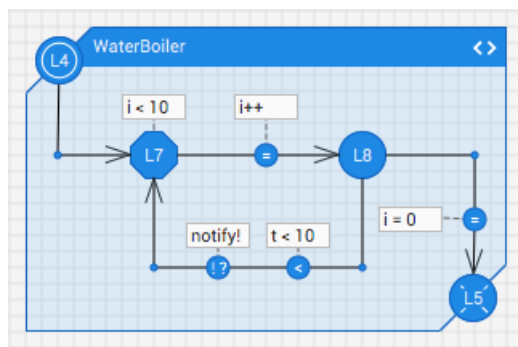 L4
WaterBoiler
< >
i < 10
i++
L7
=
L8
notify!
t < 10
i = 0
=
! ?
<
L5